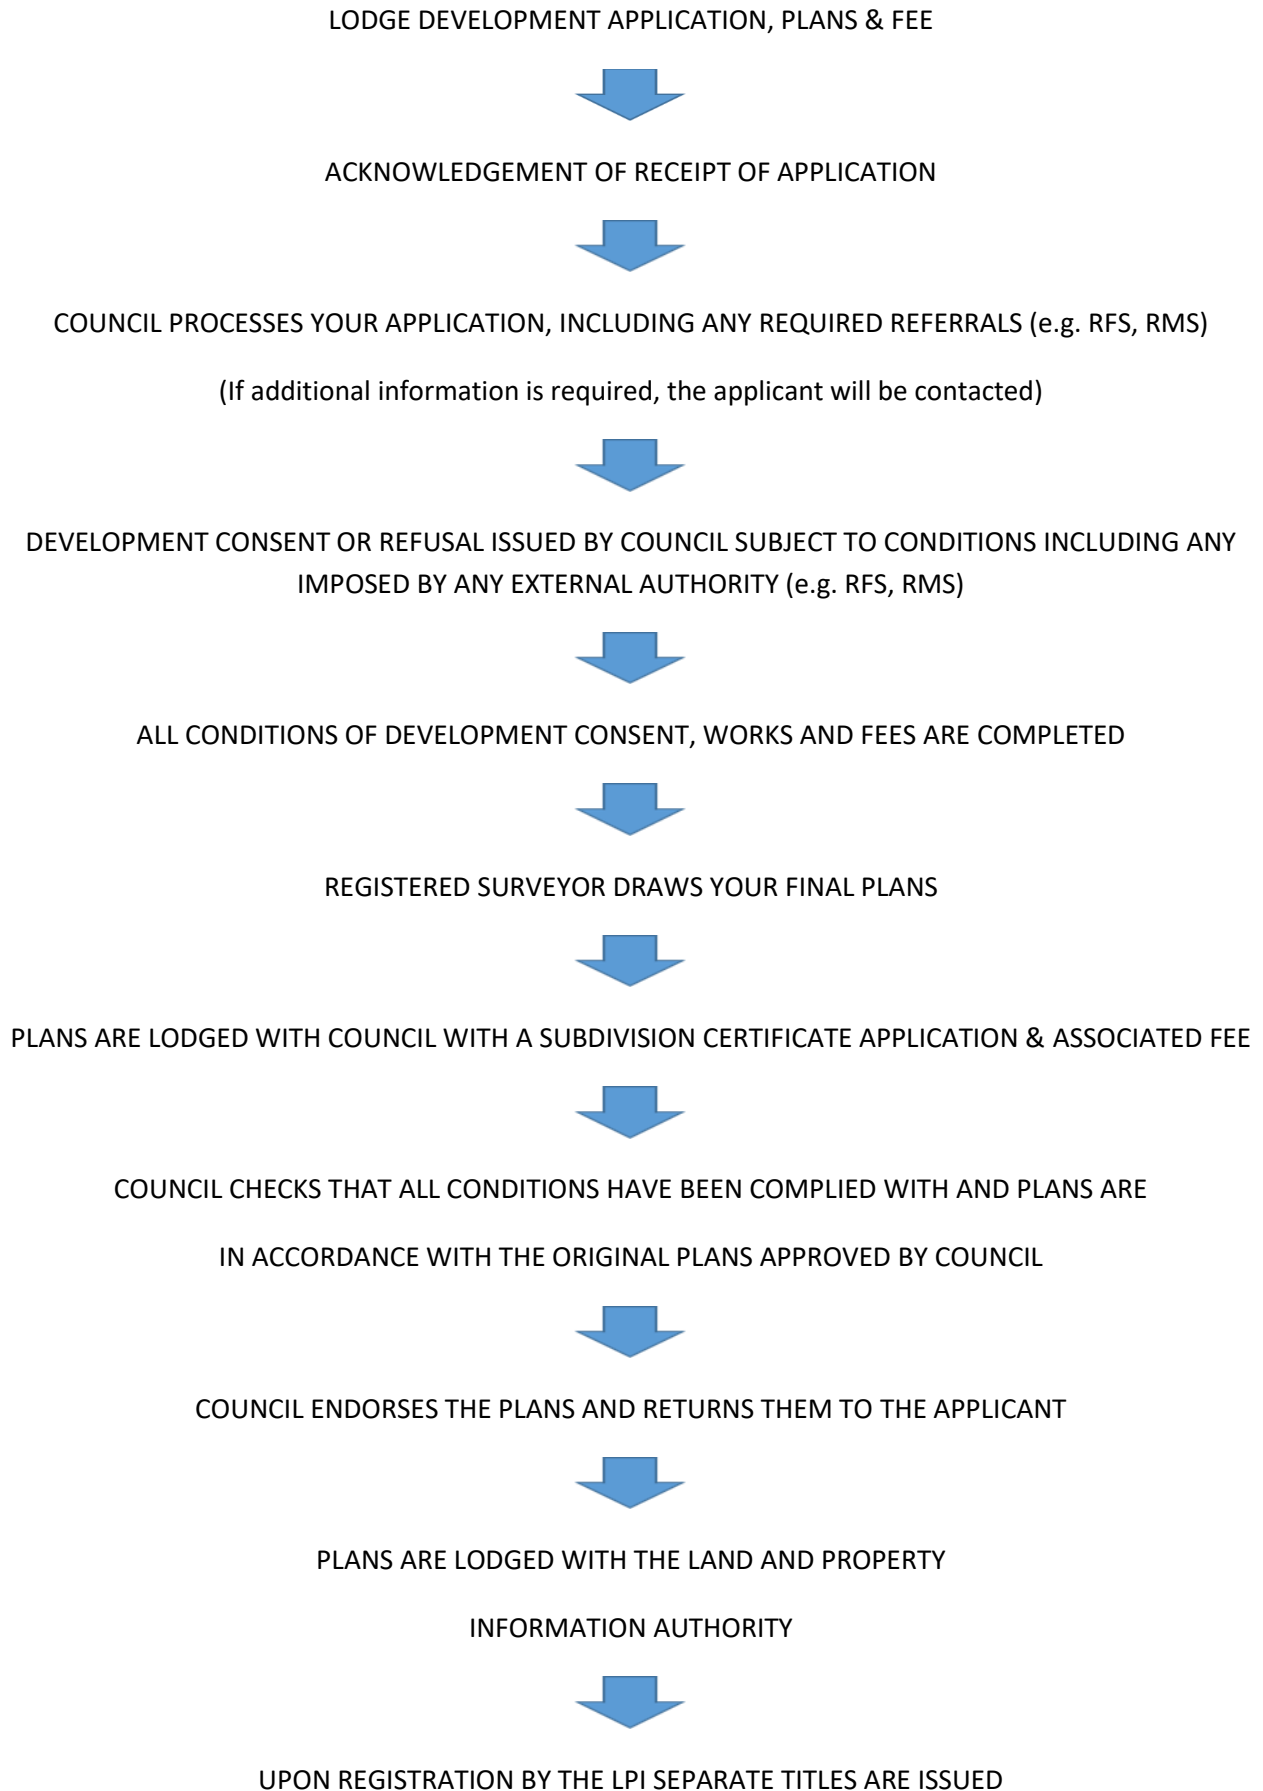 LODGE DEVELOPMENT APPLICATION, PLANS & FEE
ACKNOWLEDGEMENT OF RECEIPT OF APPLICATION
COUNCIL PROCESSES YOUR APPLICATION, INCLUDING ANY REQUIRED REFERRALS (e.g. RFS, RMS)
(If additional information is required, the applicant will be contacted)
DEVELOPMENT CONSENT OR REFUSAL ISSUED BY COUNCIL SUBJECT TO CONDITIONS INCLUDING ANY
IMPOSED BY ANY EXTERNAL AUTHORITY (e.g. RFS, RMS)
ALL CONDITIONS OF DEVELOPMENT CONSENT, WORKS AND FEES ARE COMPLETED
REGISTERED SURVEYOR DRAWS YOUR FINAL PLANS
PLANS ARE LODGED WITH COUNCIL WITH A SUBDIVISION CERTIFICATE APPLICATION & ASSOCIATED FEE
COUNCIL CHECKS THAT ALL CONDITIONS HAVE BEEN COMPLIED WITH AND PLANS ARE
IN ACCORDANCE WITH THE ORIGINAL PLANS APPROVED BY COUNCIL
COUNCIL ENDORSES THE PLANS AND RETURNS THEM TO THE APPLICANT
PLANS ARE LODGED WITH THE LAND AND PROPERTY
INFORMATION AUTHORITY
UPON REGISTRATION BY THE LPI SEPARATE TITLES ARE ISSUED